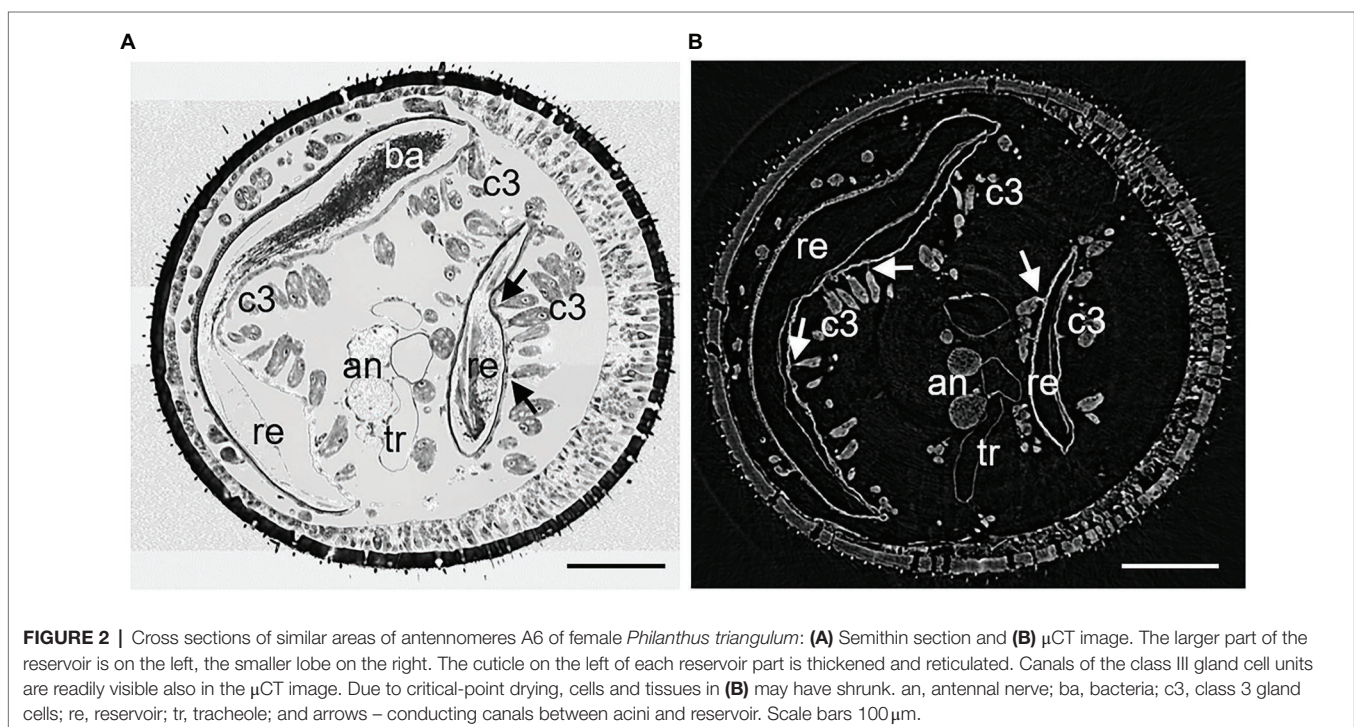 A
B
ba
c3
c3
c3
re
re
an
tr
c3
re
c3
c3
an
re
tr
FIGURE 2 | Cross sections of similar areas of antennomeres A6 of female Philanthus triangulum: (A) Semithin section and (B) μCT image. The larger part of the
reservoir is on the left, the smaller lobe on the right. The cuticle on the left of each reservoir part is thickened and reticulated. Canals of the class III gland cell units
are readily visible also in the μCT image. Due to critical-point drying, cells and tissues in (B) may have shrunk. an, antennal nerve; ba, bacteria; c3, class 3 gland
cells; re, reservoir; tr, tracheole; and arrows – conducting canals between acini and reservoir. Scale bars 100 μm.